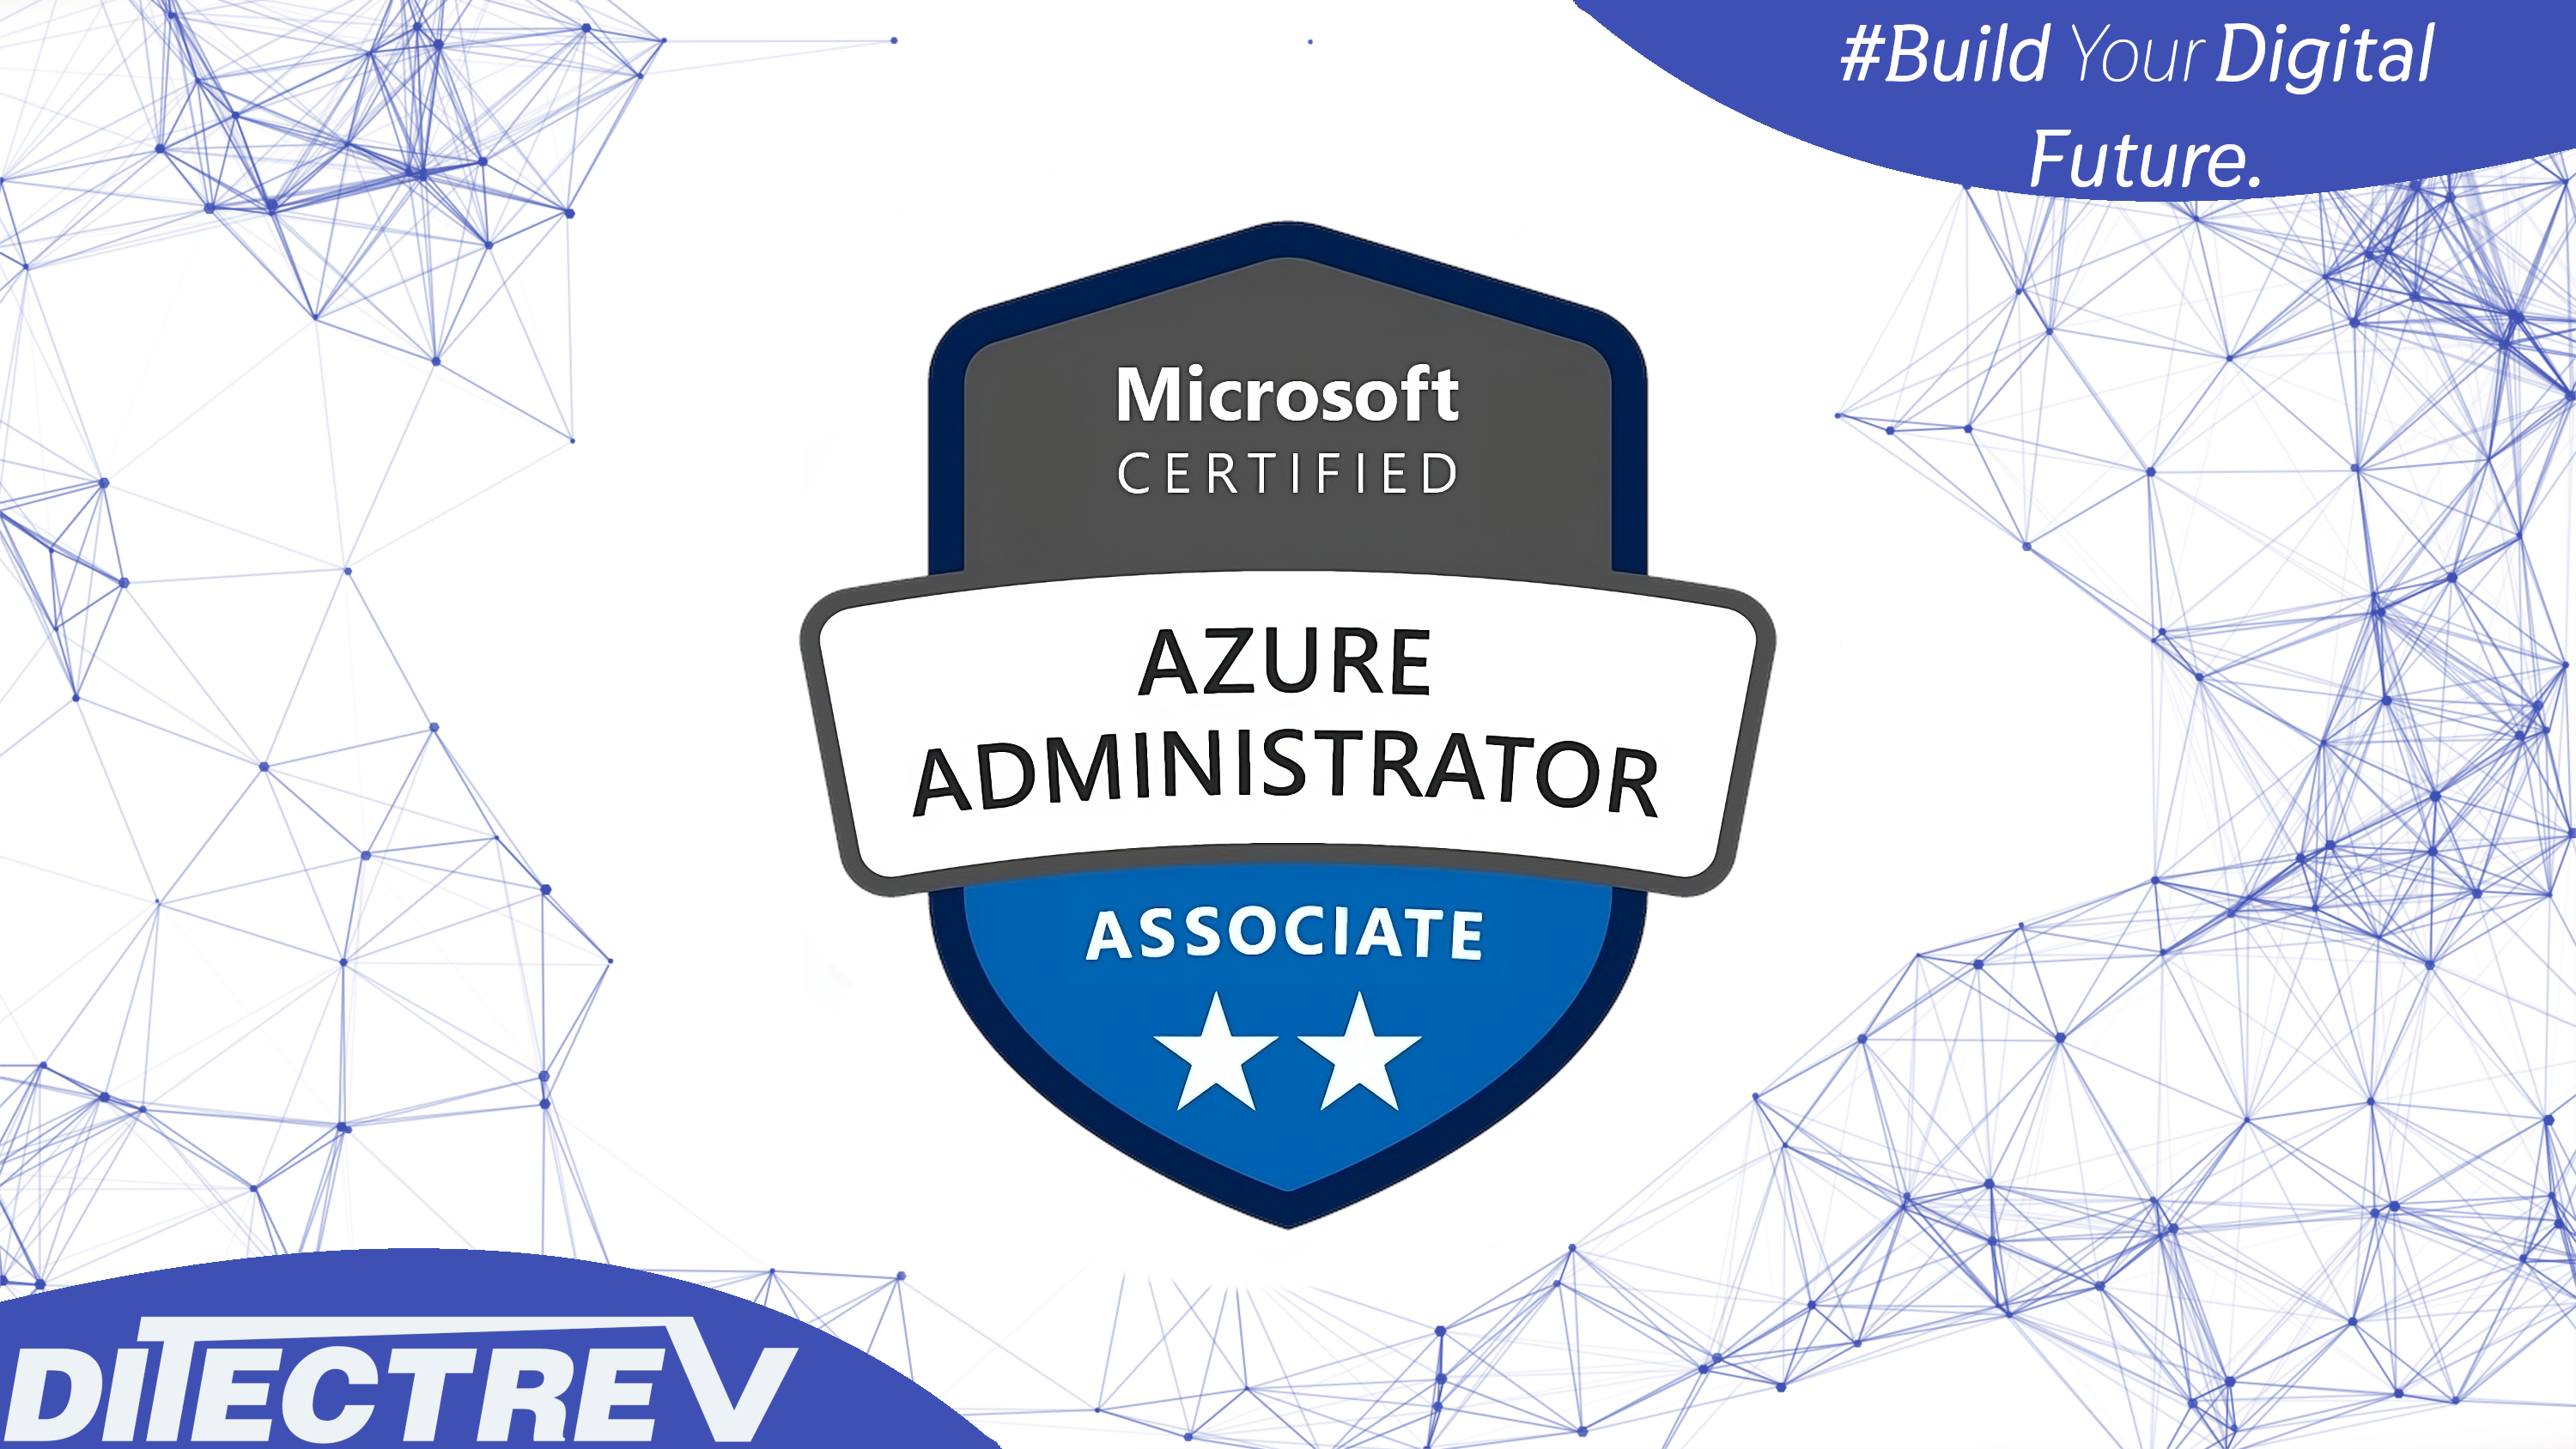 #Build Your Digital
Future.
Microsoft
CERTIFIED
AZURE
ADMINISTRATOR
ASSOCIATE
DITECTREV